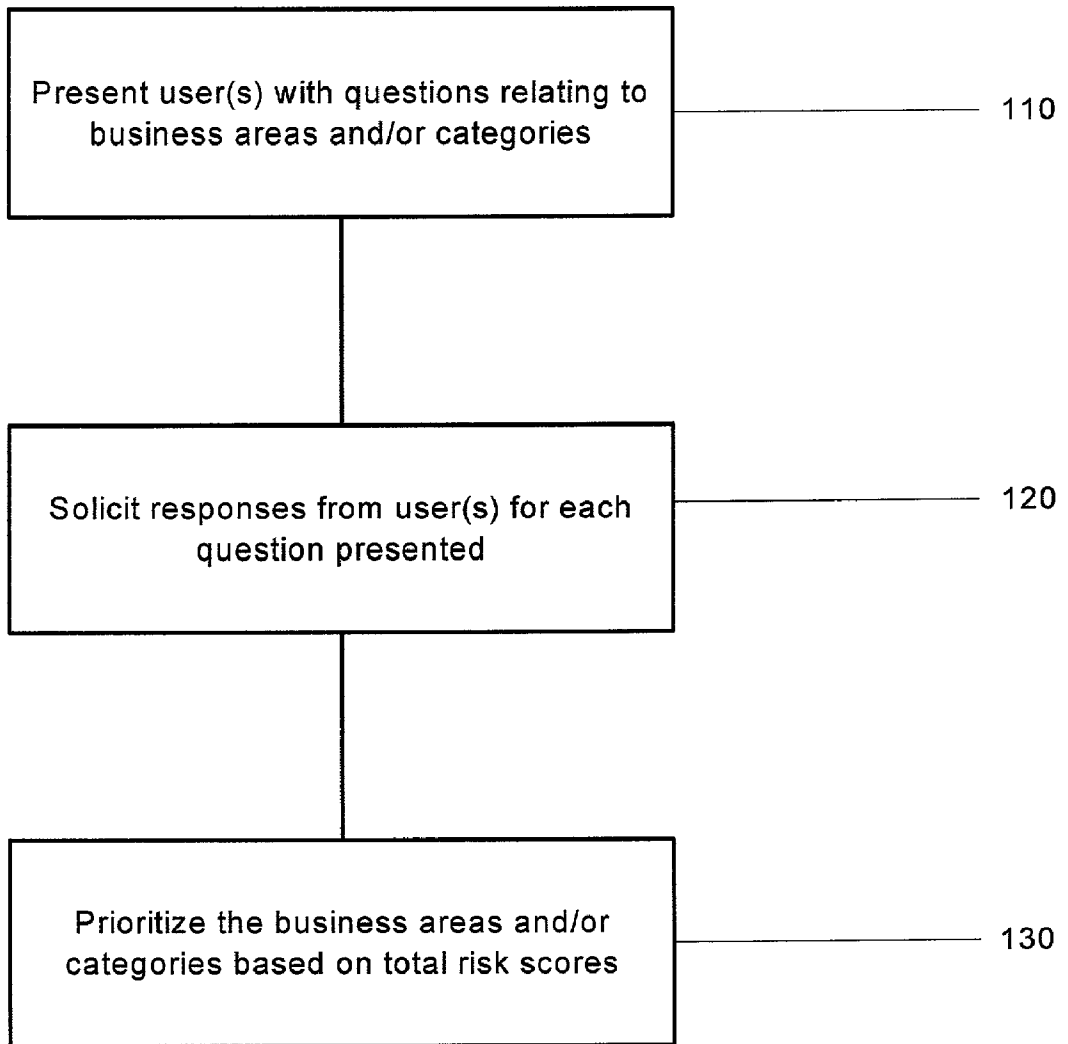 Present user(s) with questions relating to
business areas and/or categories
110
Solicit responses from user(s) for each
question presented
120
Prioritize the business areas and/or
categories based on total risk scores
130